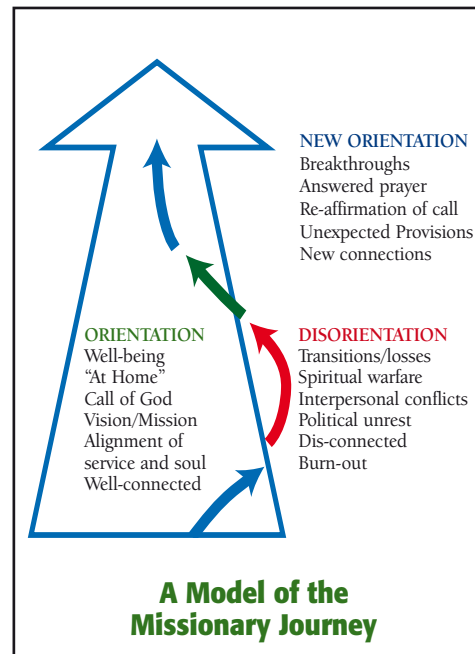 NEW ORIENTATION
Breakthroughs
Answered prayer
Re-affirmation of call
Unexpected Provisions
New connections
ORIENTATION
Well-being
“At Home”
Call of God
Vision/Mission
Alignment of
service and soul
Well-connected
DISORIENTATION
Transitions/losses
Spiritual warfare
Interpersonal conflicts
Political unrest
Dis-connected
Burn-out
A Model of the
Missionary Journey